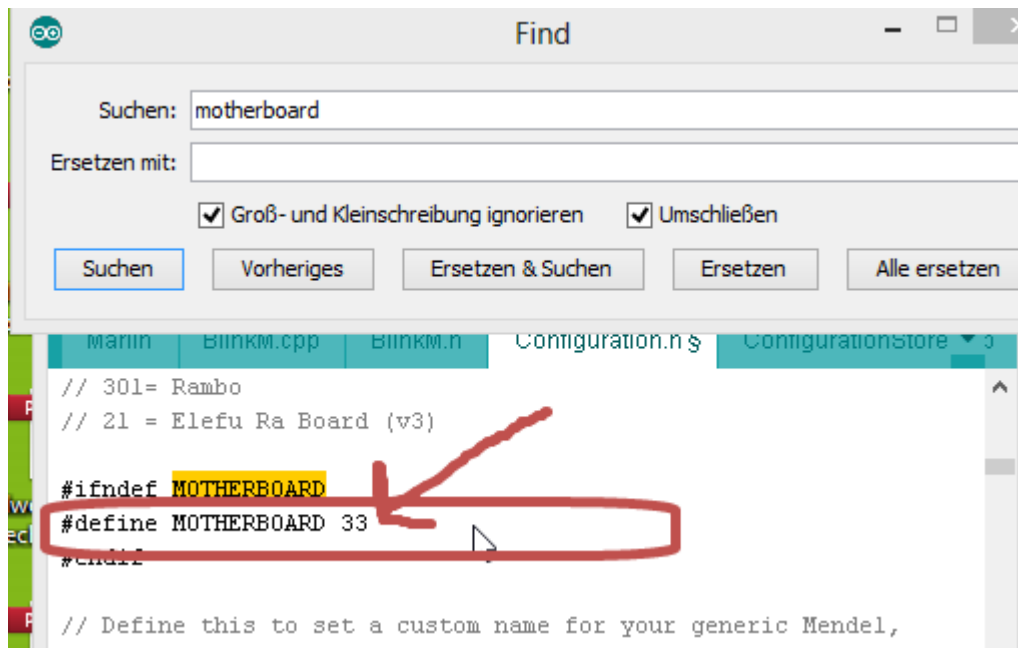 Find
Suchen: motherboard
Ersetzen mit:
Groß- und Kleinschreibung ignorieren Umschließen
Suchen Vorheriges Ersetzen & Suchen Ersetzen Alle ersetzen
Marlin BlinkM.cpp BlinkM.h Configuration.h § ConfigurationStore
// 301= Rambo
// 21 = Elefu Ra Board (v3)
#ifndef MOTHERBOARD
#define MOTHERBOARD 33
#endif
// Define this to set a custom name for your generic Mendel,